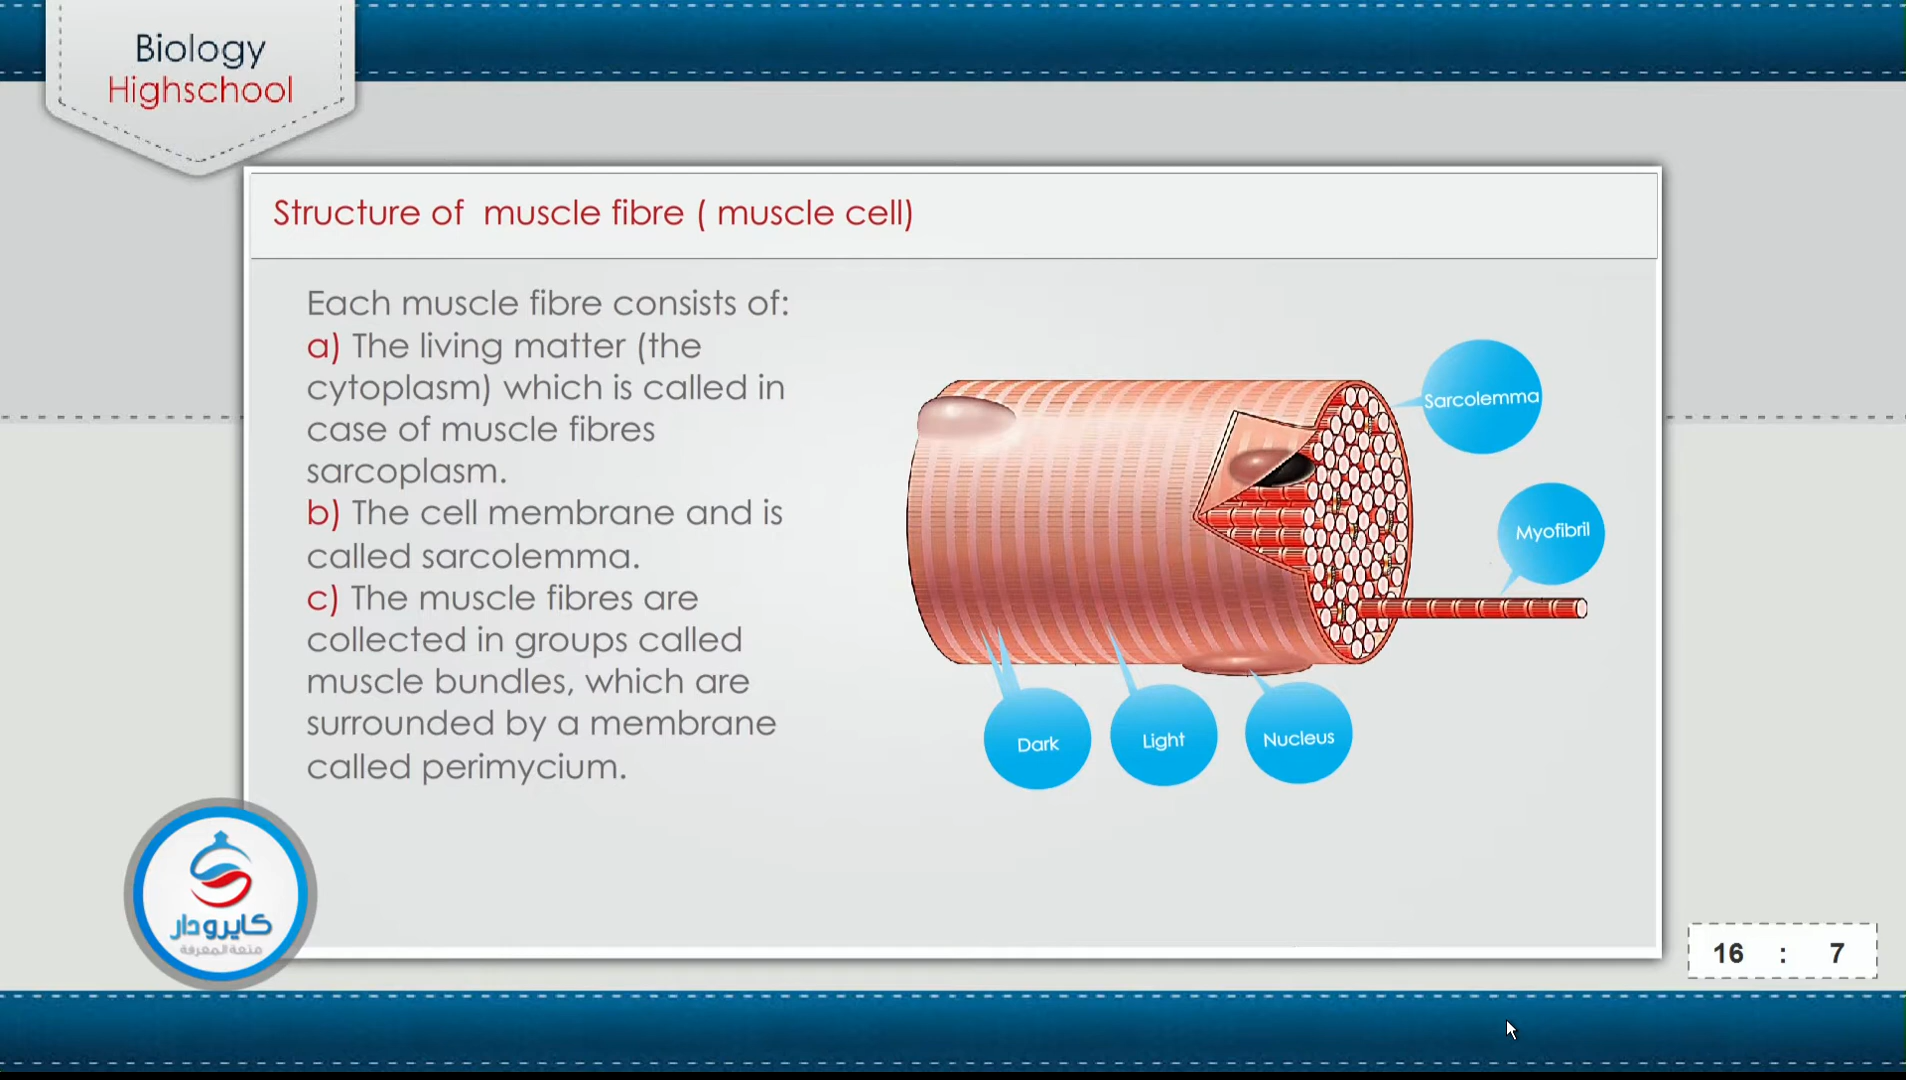 Biology
Highschool
Structure of muscle fibre ( muscle cell)
Each muscle fibre consists of:
a) The living matter (the
cytoplasm) which is called in
case of muscle fibres
sarcoplasm.
b) The cell membrane and is
called sarcolemma.
c) The muscle fibres are
collected in groups called
muscle bundles, which are
surrounded by a membrane
called perimycium.
Sarcolemma
Myofibril
Dark
Light
Nucleus
كايرودار
متعة المعرفة
16 : 7